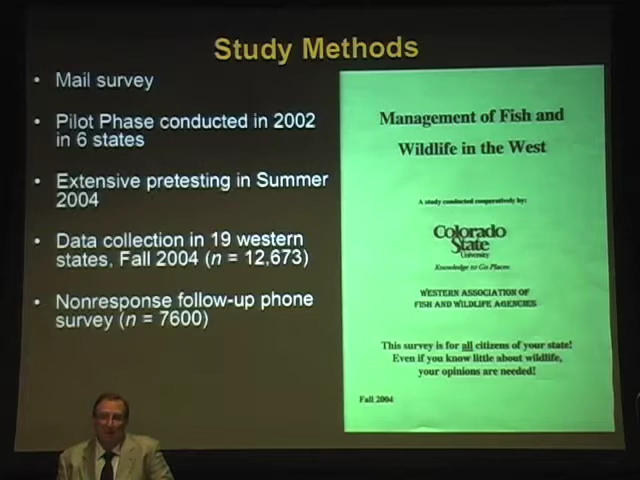 Study Methods
• Mail survey
• Pilot Phase conducted in 2002
in 6 states
• Extensive pretesting in Summer
2004
• Data collection in 19 western
states, Fall 2004 (n = 12,673)
• Nonresponse follow-up phone
survey (n = 7600)
Management of Fish and
Wildlife in the West
A study conducted cooperatively by:
Colorado
State
University
Knowledge to Go Places
WESTERN ASSOCIATION OF
FISH AND WILDLIFE AGENCIES
This survey is for all citizens of your state!
Even if you know little about wildlife,
your opinions are needed!
Fall 2004